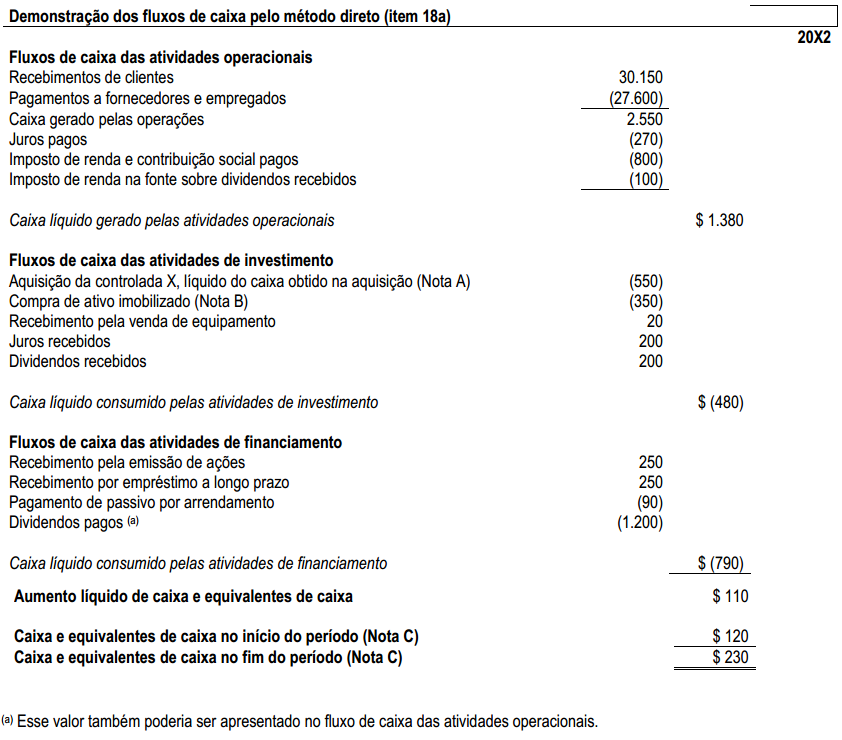 Demonstração dos fluxos de caixa pelo método direto (item 18a)
20X2
Fluxos de caixa das atividades operacionais
Recebimentos de clientes 30.150
Pagamentos a fornecedores e empregados (27.600)
Caixa gerado pelas operações 2.550
Juros pagos (270)
Imposto de renda e contribuição social pagos (800)
Imposto de renda na fonte sobre dividendos recebidos (100)
Caixa líquido gerado pelas atividades operacionais $ 1.380
Fluxos de caixa das atividades de investimento
Aquisição da controlada X, líquido do caixa obtido na aquisição (Nota A) (550)
Compra de ativo imobilizado (Nota B) (350)
Recebimento pela venda de equipamento 20
Juros recebidos 200
Dividendos recebidos 200
Caixa líquido consumido pelas atividades de investimento $ (480)
Fluxos de caixa das atividades de financiamento
Recebimento pela emissão de ações 250
Recebimento por empréstimo a longo prazo 250
Pagamento de passivo por arrendamento (90)
Dividendos pagos (a) (1.200)
Caixa líquido consumido pelas atividades de financiamento $ (790)
Aumento líquido de caixa e equivalentes de caixa $ 110
Caixa e equivalentes de caixa no início do período (Nota C) $ 120
Caixa e equivalentes de caixa no fim do período (Nota C) $ 230
(a) Esse valor também poderia ser apresentado no fluxo de caixa das atividades operacionais.